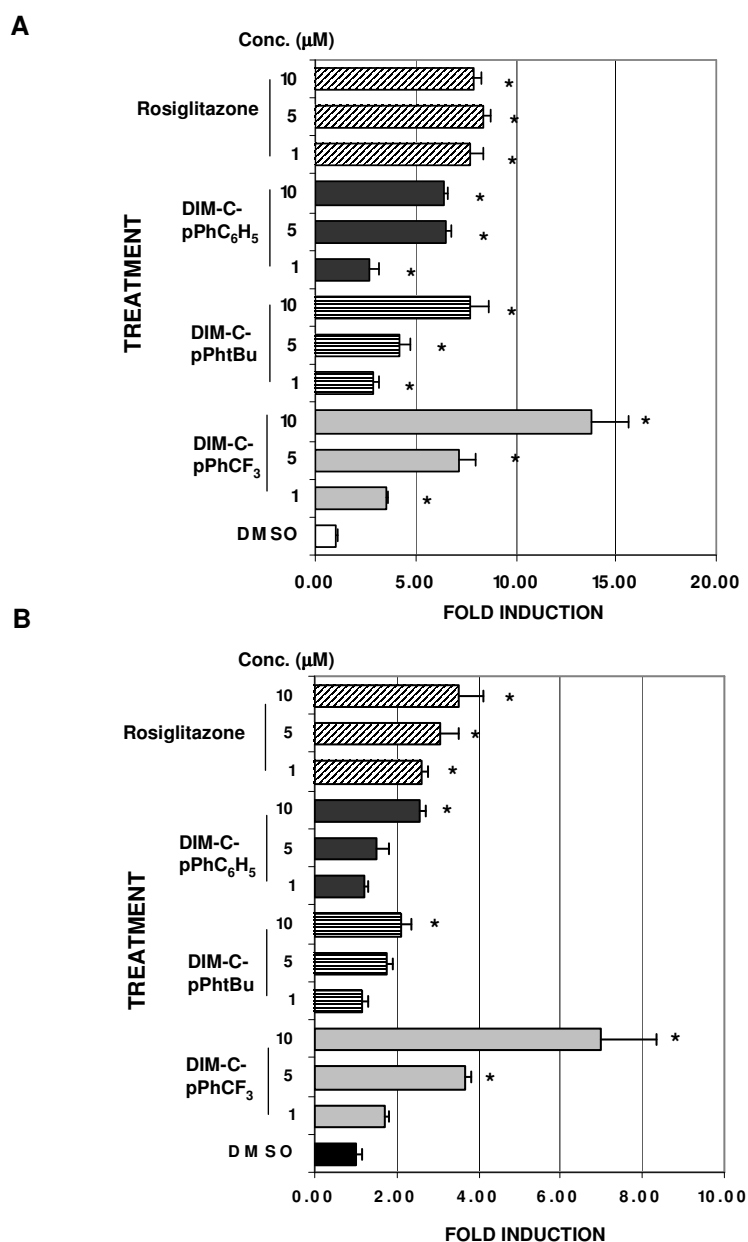 A
Conc. (µM)
TREATMENT
Rosiglitazone
10 *
5 *
1 *
DIM-C-
pPhC₆H₅
10 *
5 *
1 *
DIM-C-
pPhtBu
10 *
5 *
1 *
DIM-C-
pPhCF₃
10 *
5 *
1 *
DMSO
0.00 5.00 10.00 15.00 20.00
FOLD INDUCTION
B
Conc. (µM)
TREATMENT
Rosiglitazone
10 *
5 *
1 *
DIM-C-
pPhC₆H₅
10 *
5
1
DIM-C-
pPhtBu
10 *
5
1
DIM-C-
pPhCF₃
10 *
5 *
1
DMSO
0.00 2.00 4.00 6.00 8.00 10.00
FOLD INDUCTION